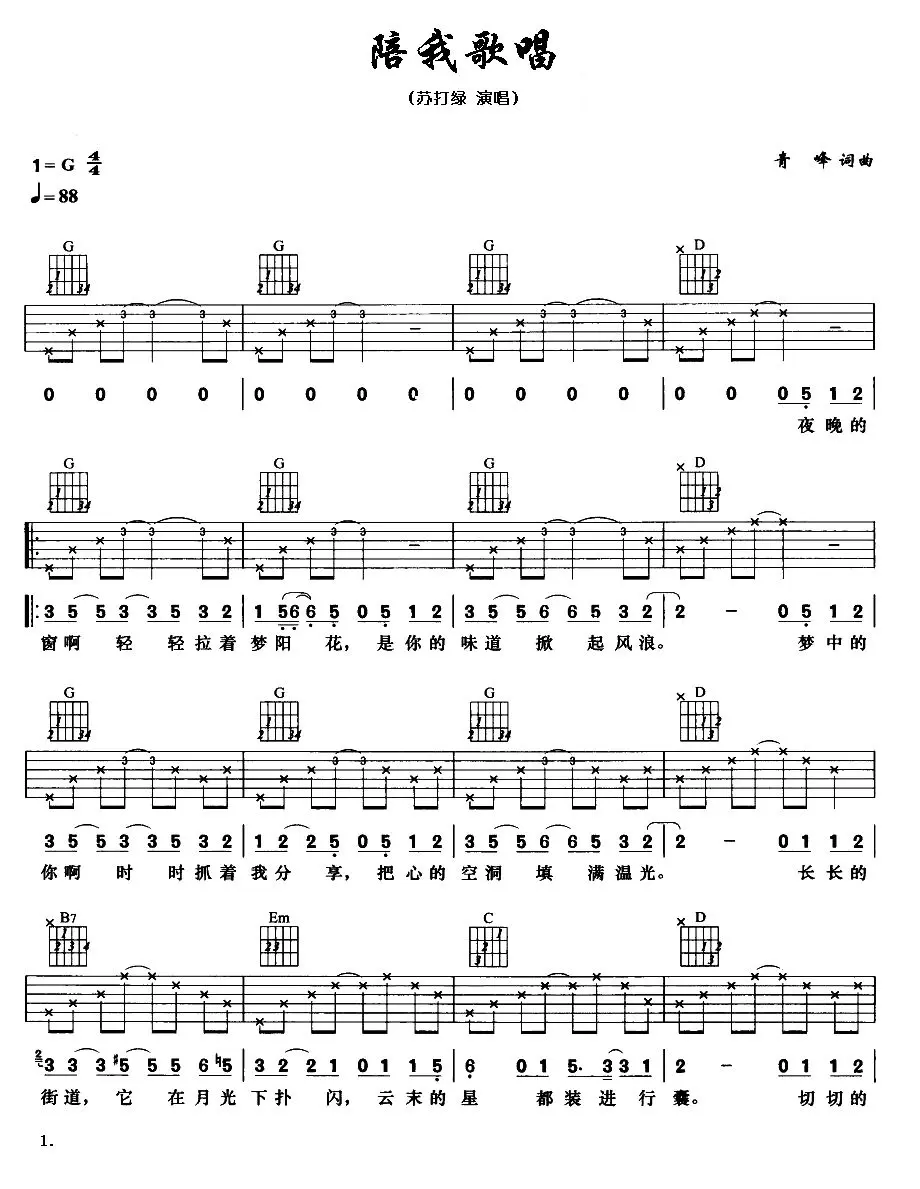 陪我歌唱
（苏打绿 演唱）
1=G 4/4
青 峰 词曲
♩=88
G G G D
0 0 0 0 | 0 0 0 0 | 0 0 0 0 | 0 0 0 5 1 2
夜晚的
G G G D
3 5 5 3 3 5 5 3 2 | 1 5 6 6 5 0 5 1 2 | 3 5 5 6 6 5 3 2 2 | 2 - 0 5 1 2
窗啊 轻 轻拉着梦阳 花，是你的味道 掀 起风浪。 梦中的
G G G D
3 5 5 3 3 5 5 3 2 | 1 2 2 5 0 5 1 2 | 3 5 5 6 6 5 3 2 2 | 2 - 0 1 1 2
你啊 时 时抓着我分 享，把心的空洞 填 满温光。 长长的
B7 Em C D
3 3 3 #5 5 5 6 ♮5 | 3 2 2 1 0 1 1 5 | 6 0 1 5· 3 3 3 1 | 2 - 0 1 1 2
街道，它 在月光下扑 闪，云末的星 都装进行囊。 切切的
1.